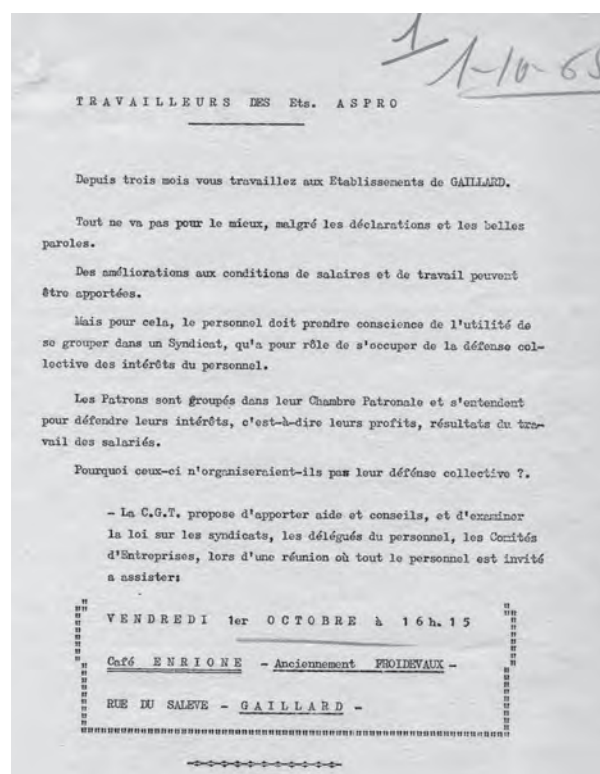 1
1-10-65
TRAVAILLEURS DES Ets. ASPRO
Depuis trois mois vous travaillez aux Etablissements de GAILLARD.
Tout ne va pas pour le mieux, malgré les déclarations et les belles
paroles.
Des améliorations aux conditions de salaires et de travail peuvent
être apportées.
Mais pour cela, le personnel doit prendre conscience de l'utilité de
se grouper dans un Syndicat, qu'a pour rôle de s'occuper de la défense col-
lective des intérêts du personnel.
Les Patrons sont groupés dans leur Chambre Patronale et s'entendent
pour défendre leurs intérêts, c'est-à-dire leurs profits, résultats du tra-
vail des salariés.
Pourquoi ceux-ci n'organiseraient-ils pas leur défénse collective ?.
- La C.G.T. propose d'apporter aide et conseils, et d'examiner
la loi sur les syndicats, les délégués du personnel, les Comités
d'Entreprises, lors d'une réunion où tout le personnel est invité
a assister:
VENDREDI 1er OCTOBRE à 16h.15
Café ENRIONE - Anciennement FROIDEVAUX -
RUE DU SALEVE - GAILLARD -